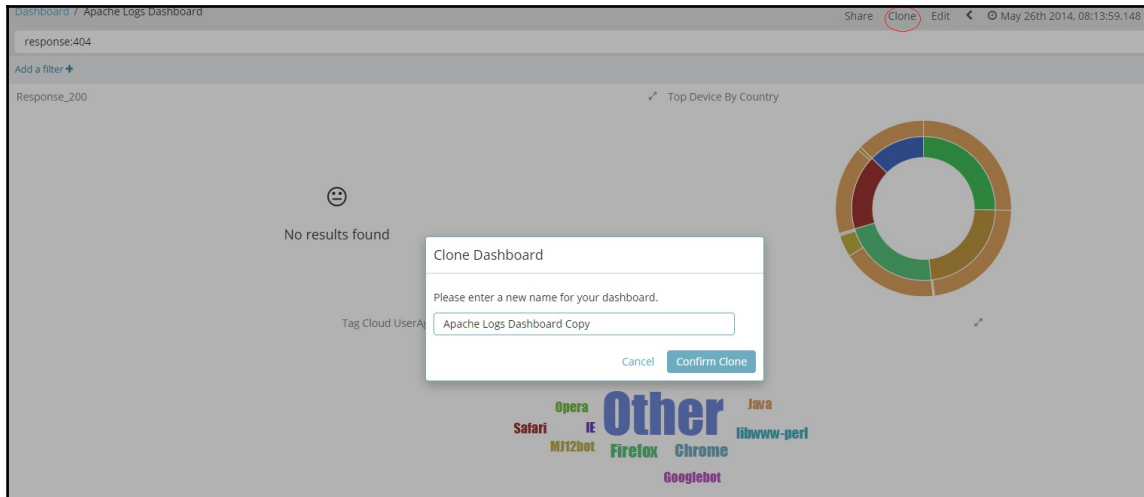 Dashboard / Apache Logs Dashboard
Share Clone Edit May 26th 2014, 08:13:59.148
response:404
Add a filter +
Response_200
Top Device By Country
No results found
Clone Dashboard
Please enter a new name for your dashboard.
Apache Logs Dashboard Copy
Cancel Confirm Clone
Tag Cloud UserAg
Opera
Other
Java
Safari
IE
libwww-perl
MJ12bot
Firefox
Chrome
Googlebot